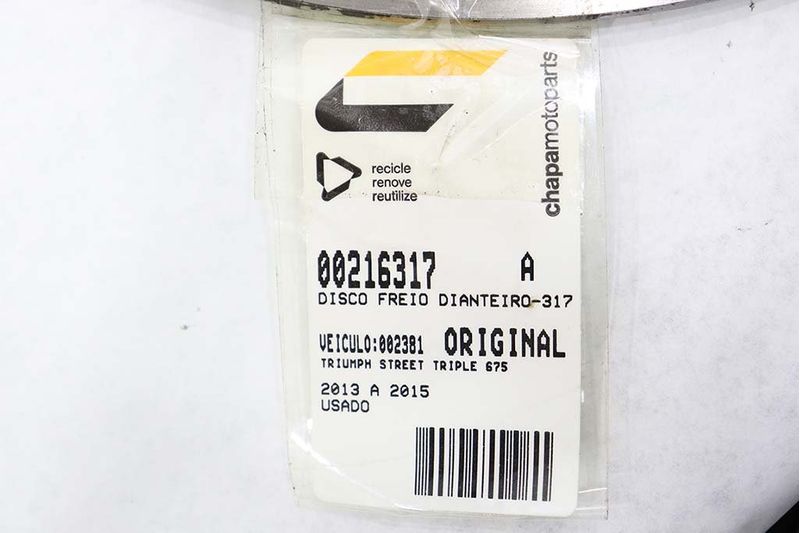 chapamotoparts
recicle
renove
reutilize
00216317 A
DISCO FREIO DIANTEIRO-317
VEICULO:002381 ORIGINAL
TRIUMPH STREET TRIPLE 675
2013 A 2015
USADO